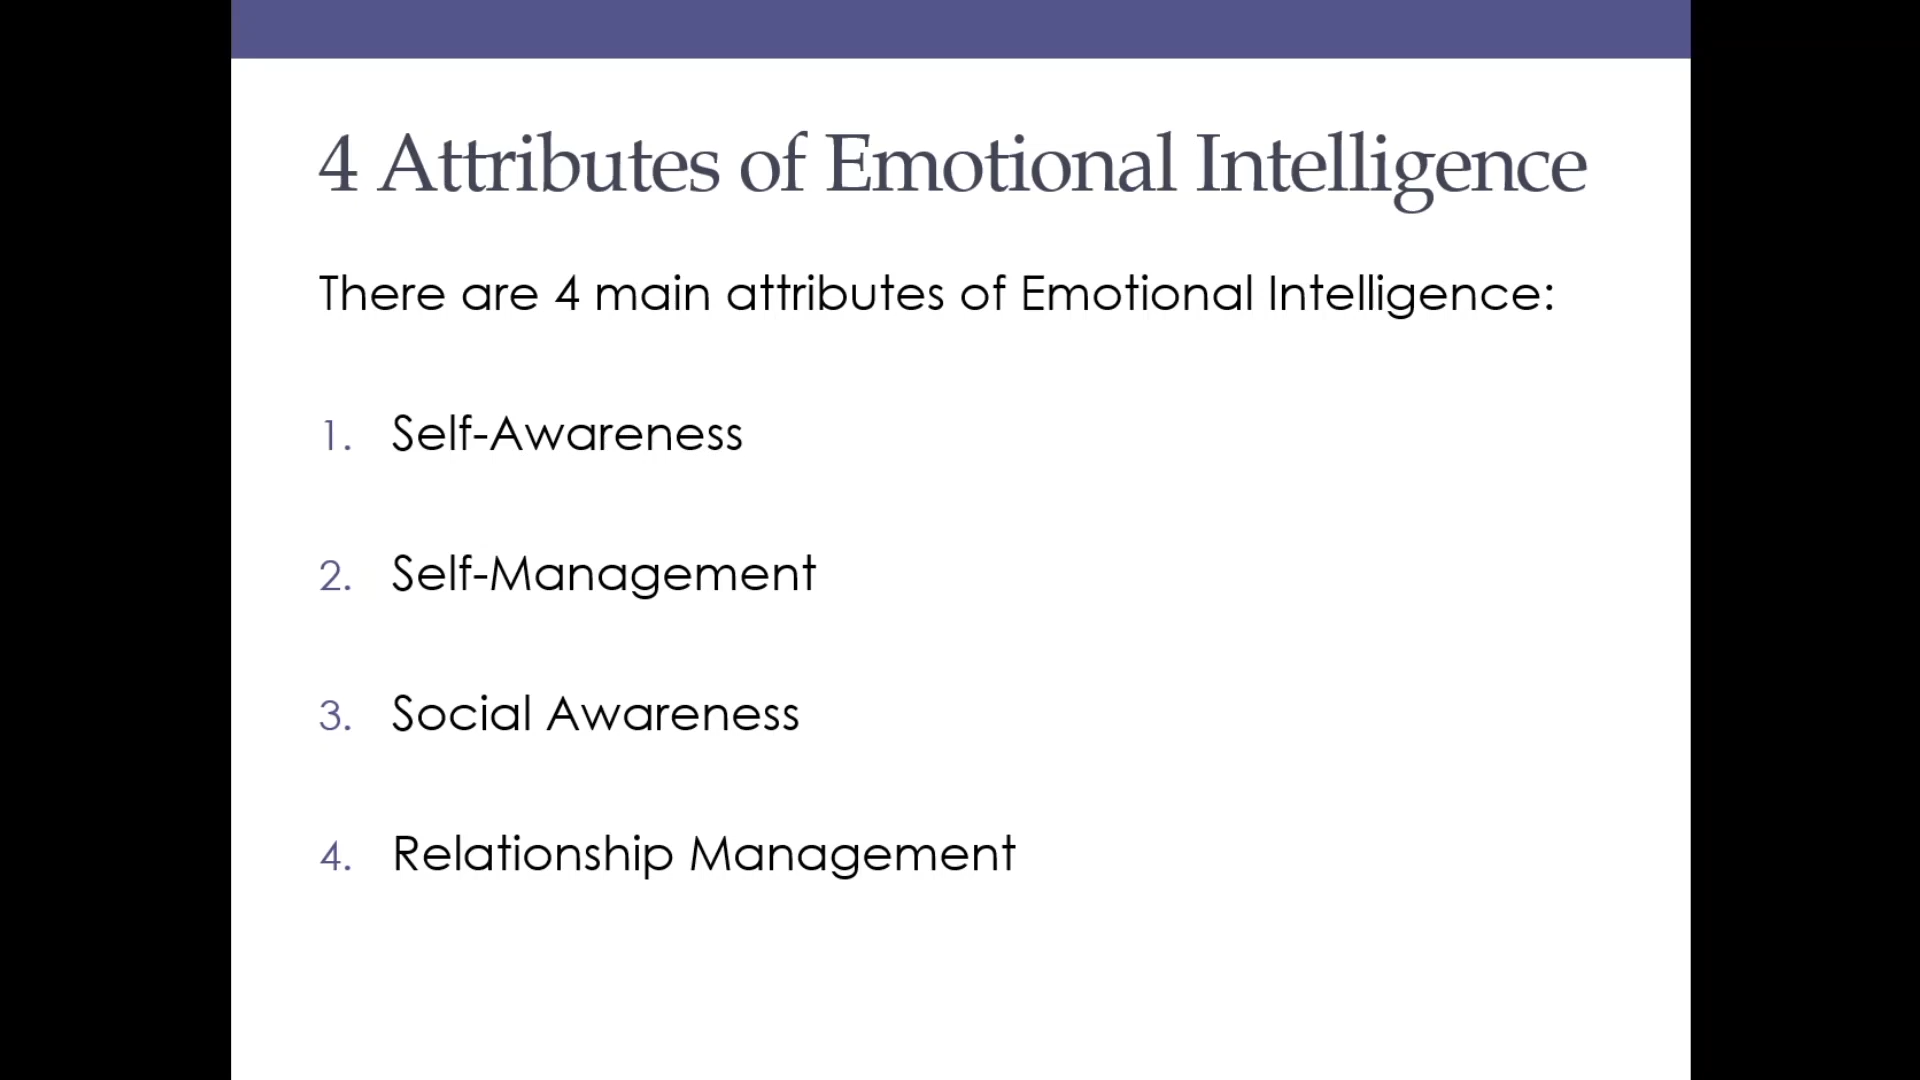 4 Attributes of Emotional Intelligence
There are 4 main attributes of Emotional Intelligence:
1. Self-Awareness
2. Self-Management
3. Social Awareness
4. Relationship Management